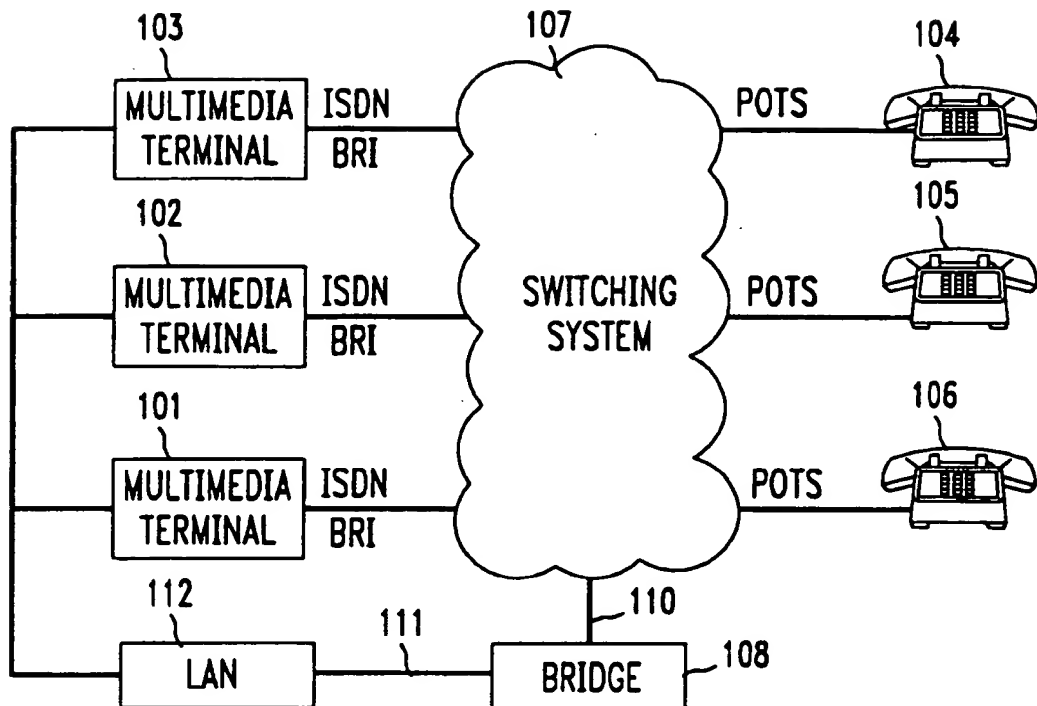 103
107
104
MULTIMEDIA
TERMINAL
ISDN
BRI
POTS
102
105
MULTIMEDIA
TERMINAL
ISDN
BRI
SWITCHING
SYSTEM
POTS
101
106
MULTIMEDIA
TERMINAL
ISDN
BRI
POTS
112
111
110
LAN
BRIDGE
108